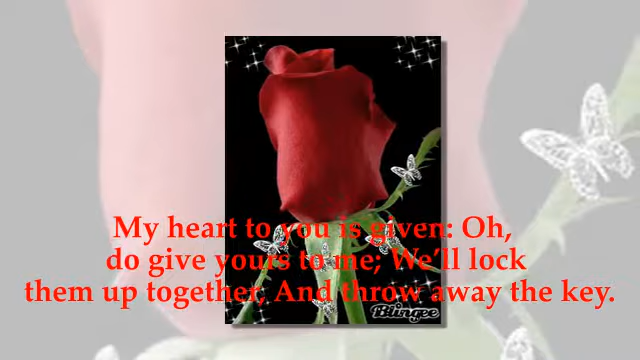 My heart to you is given: Oh,
do give yours to me; We’ll lock
them up together, And throw away the key.
Blingee